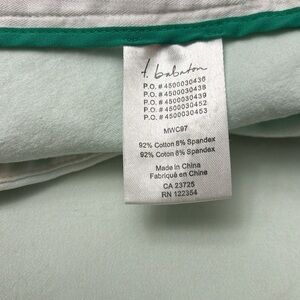 t. babaton
P.O. # 4500030436
P.O. # 4500030438
P.O. # 4500030439
P.O. # 4500030452
P.O. # 4500030453
MWC97
92% Cotton 8% Spandex
92% Coton 8% Spandex
Made in China
Fabriqué en China
CA 23725
RN 122354